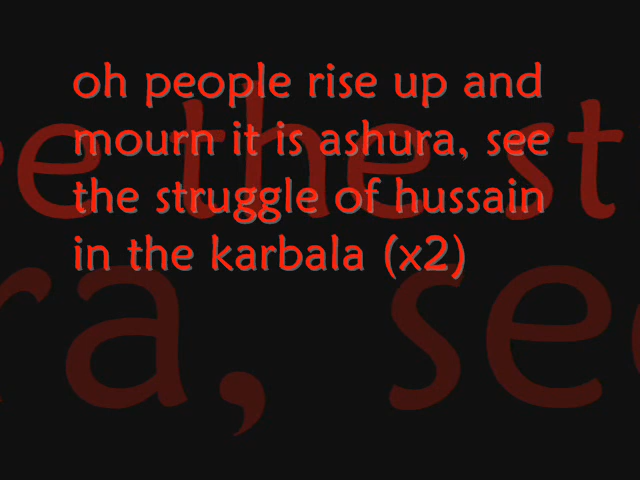 oh people rise up and
mourn it is ashura, see
the struggle of hussain
in the karbala (x2)